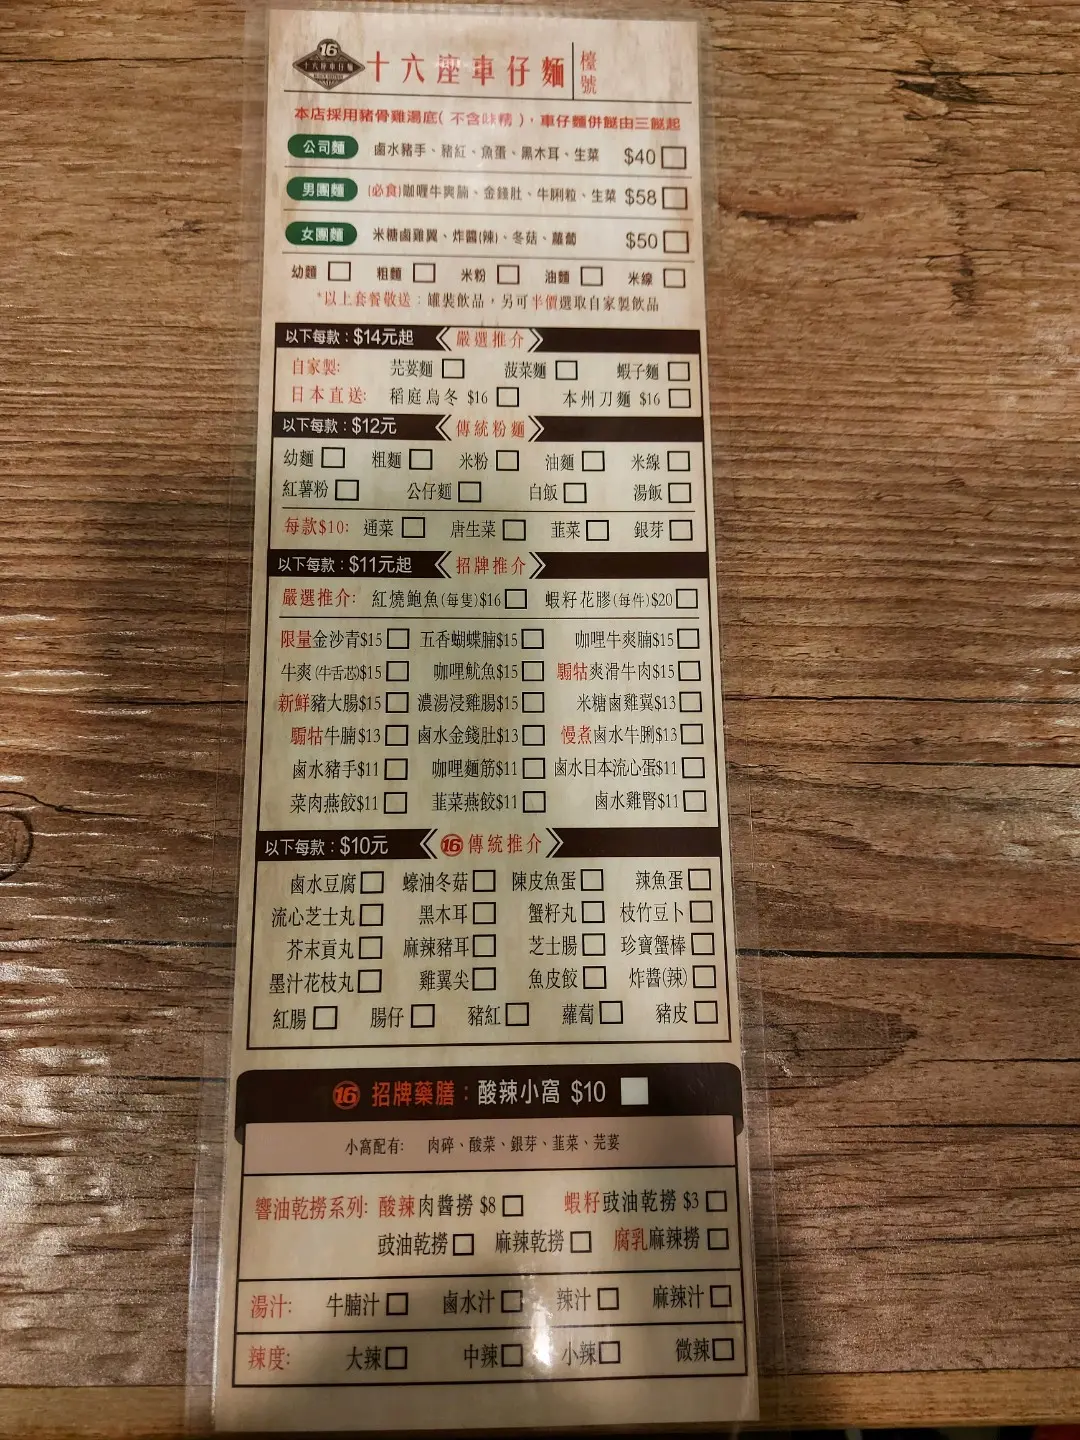 16
十六座車仔麵
十六座車仔麵 檯號
本店採用豬骨雞湯底(不含味精)，車仔麵併餸由三餸起
公司麵 鹵水豬手、豬紅、魚蛋、黑木耳、生菜 $40
男團麵 (必食)咖喱牛爽腩、金錢肚、牛脷粒、生菜 $58
女團麵 米糖鹵雞翼、炸醬(辣)、冬菇、蘿蔔 $50
幼麵 粗麵 米粉 油麵 米線
*以上套餐敬送：罐裝飲品，另可半價選取自家製飲品
以下每款：$14元起 嚴選推介
自家製: 芫荽麵 菠菜麵 蝦子麵
日本直送: 稻庭烏冬 $16 本州刀麵 $16
以下每款：$12元 傳統粉麵
幼麵 粗麵 米粉 油麵 米線
紅薯粉 公仔麵 白飯 湯飯
每款$10: 通菜 唐生菜 韮菜 銀芽
以下每款：$11元起 招牌推介
嚴選推介: 紅燒鮑魚(每隻)$16 蝦籽花膠(每件)$20
限量金沙青$15 五香蝴蝶腩$15 咖哩牛爽腩$15
牛爽(牛舌芯)$15 咖哩魷魚$15 騸牯爽滑牛肉$15
新鮮豬大腸$15 濃湯浸雞腸$15 米糖鹵雞翼$13
騸牯牛腩$13 鹵水金錢肚$13 慢煮鹵水牛脷$13
鹵水豬手$11 咖哩麵筋$11 鹵水日本流心蛋$11
菜肉燕餃$11 韮菜燕餃$11 鹵水雞腎$11
以下每款：$10元 16 傳統推介
鹵水豆腐 蠔油冬菇 陳皮魚蛋 辣魚蛋
流心芝士丸 黑木耳 蟹籽丸 枝竹豆卜
芥末貢丸 麻辣豬耳 芝士腸 珍寶蟹棒
墨汁花枝丸 雞翼尖 魚皮餃 炸醬(辣)
紅腸 腸仔 豬紅 蘿蔔 豬皮
16 招牌藥膳：酸辣小窩 $10
小窩配有: 肉碎、酸菜、銀芽、韮菜、芫荽
響油乾撈系列: 酸辣肉醬撈 $8 蝦籽豉油乾撈 $3
豉油乾撈 麻辣乾撈 腐乳麻辣撈
湯汁: 牛腩汁 鹵水汁 辣汁 麻辣汁
辣度: 大辣 中辣 小辣 微辣